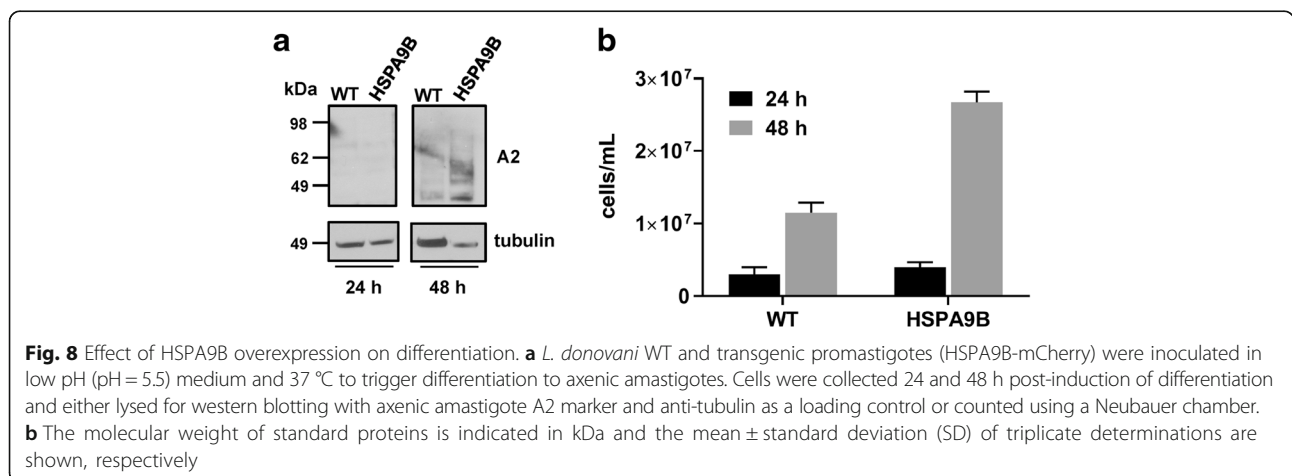 a
b
kDa
WT
HSPA9B
WT
HSPA9B
98
62
49
A2
49
tubulin
24 h
48 h
cells/mL
3×10⁷
2×10⁷
1×10⁷
0
24 h
48 h
WT
HSPA9B
Fig. 8 Effect of HSPA9B overexpression on differentiation. a L. donovani WT and transgenic promastigotes (HSPA9B-mCherry) were inoculated in
low pH (pH = 5.5) medium and 37 °C to trigger differentiation to axenic amastigotes. Cells were collected 24 and 48 h post-induction of differentiation
and either lysed for western blotting with axenic amastigote A2 marker and anti-tubulin as a loading control or counted using a Neubauer chamber.
b The molecular weight of standard proteins is indicated in kDa and the mean ± standard deviation (SD) of triplicate determinations are
shown, respectively